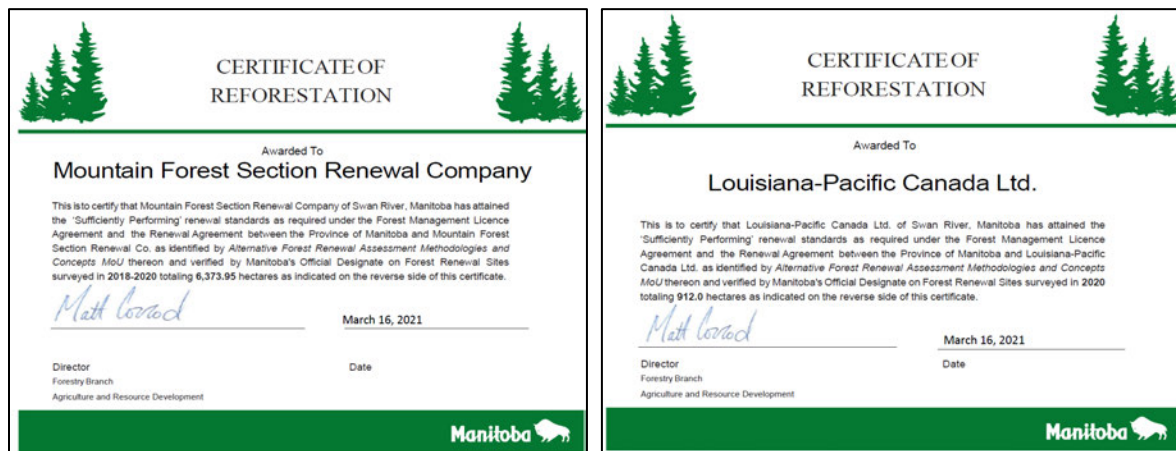 CERTIFICATE OF
REFORESTATION
Awarded To
Mountain Forest Section Renewal Company
This is to certify that Mountain Forest Section Renewal Company of Swan River, Manitoba has attained
the 'Sufficiently Performing' renewal standards as required under the Forest Management Licence
Agreement and the Renewal Agreement between the Province of Manitoba and Mountain Forest
Section Renewal Co. as identified by Alternative Forest Renewal Assessment Methodologies and
Concepts MoU thereon and verified by Manitoba's Official Designate on Forest Renewal Sites
surveyed in 2018-2020 totaling 6,373.95 hectares as indicated on the reverse side of this certificate.
Matt Conrod
March 16, 2021
Director
Date
Forestry Branch
Agriculture and Resource Development
Manitoba
CERTIFICATE OF
REFORESTATION
Awarded To
Louisiana-Pacific Canada Ltd.
This is to certify that Louisiana-Pacific Canada Ltd. of Swan River, Manitoba has attained the
'Sufficiently Performing' renewal standards as required under the Forest Management Licence
Agreement and the Renewal Agreement between the Province of Manitoba and Louisiana-Pacific
Canada Ltd. as identified by Alternative Forest Renewal Assessment Methodologies and Concepts
MoU thereon and verified by Manitoba's Official Designate on Forest Renewal Sites surveyed in 2020
totaling 912.0 hectares as indicated on the reverse side of this certificate.
Matt Conrod
March 16, 2021
Director
Date
Forestry Branch
Agriculture and Resource Development
Manitoba